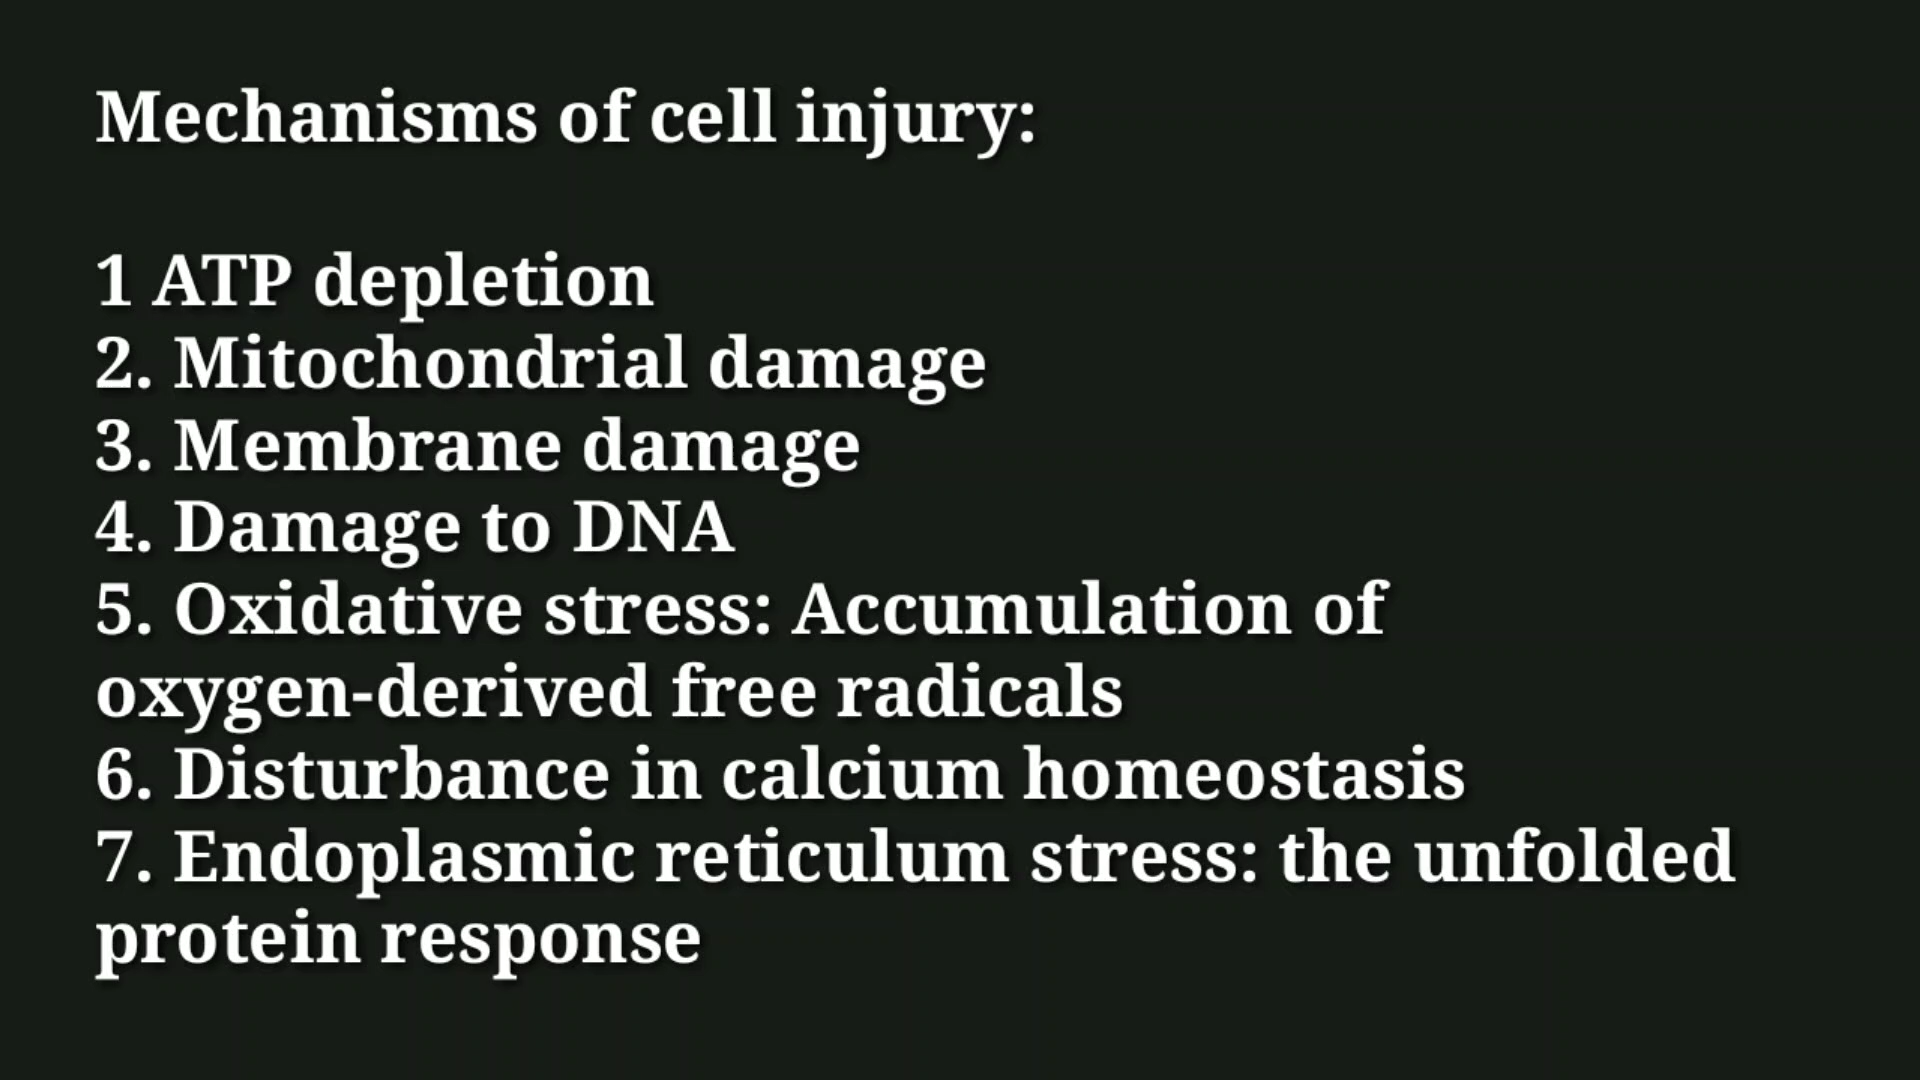 Mechanisms of cell injury:
1 ATP depletion
2. Mitochondrial damage
3. Membrane damage
4. Damage to DNA
5. Oxidative stress: Accumulation of
oxygen-derived free radicals
6. Disturbance in calcium homeostasis
7. Endoplasmic reticulum stress: the unfolded
protein response